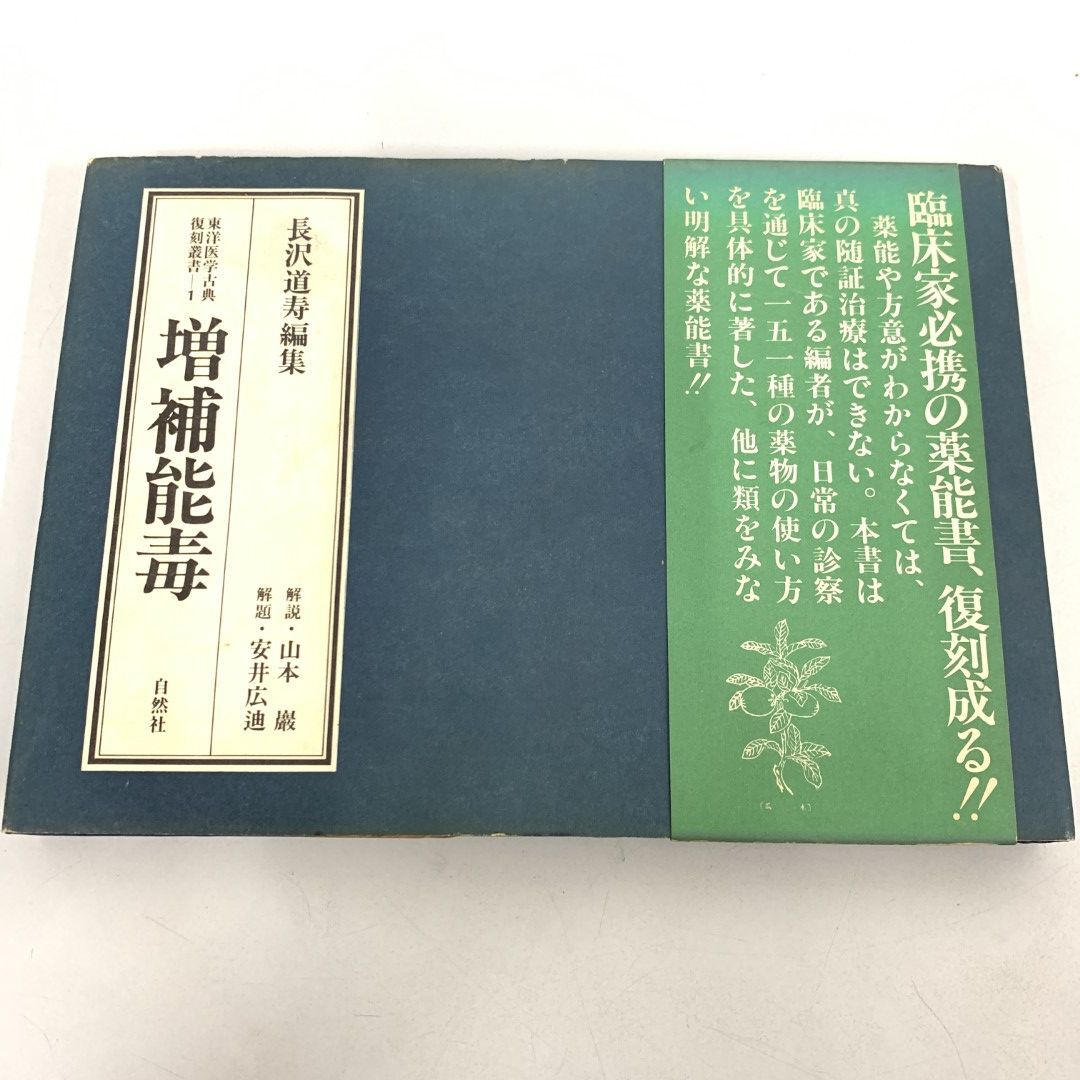 臨床家必携の薬能書、復刻成る!!
薬能や方意がわからなくては、
真の随証治療はできない。本書は
臨床家である編者が、日常の診察
を通じて一五一種の薬物の使い方
を具体的に著した、他に類をみな
い明解な薬能書!!
長沢道寿編集
解説・山本 巖
解題・安井広迪
東洋医学古典
復刻叢書―1
増補能毒
自然社